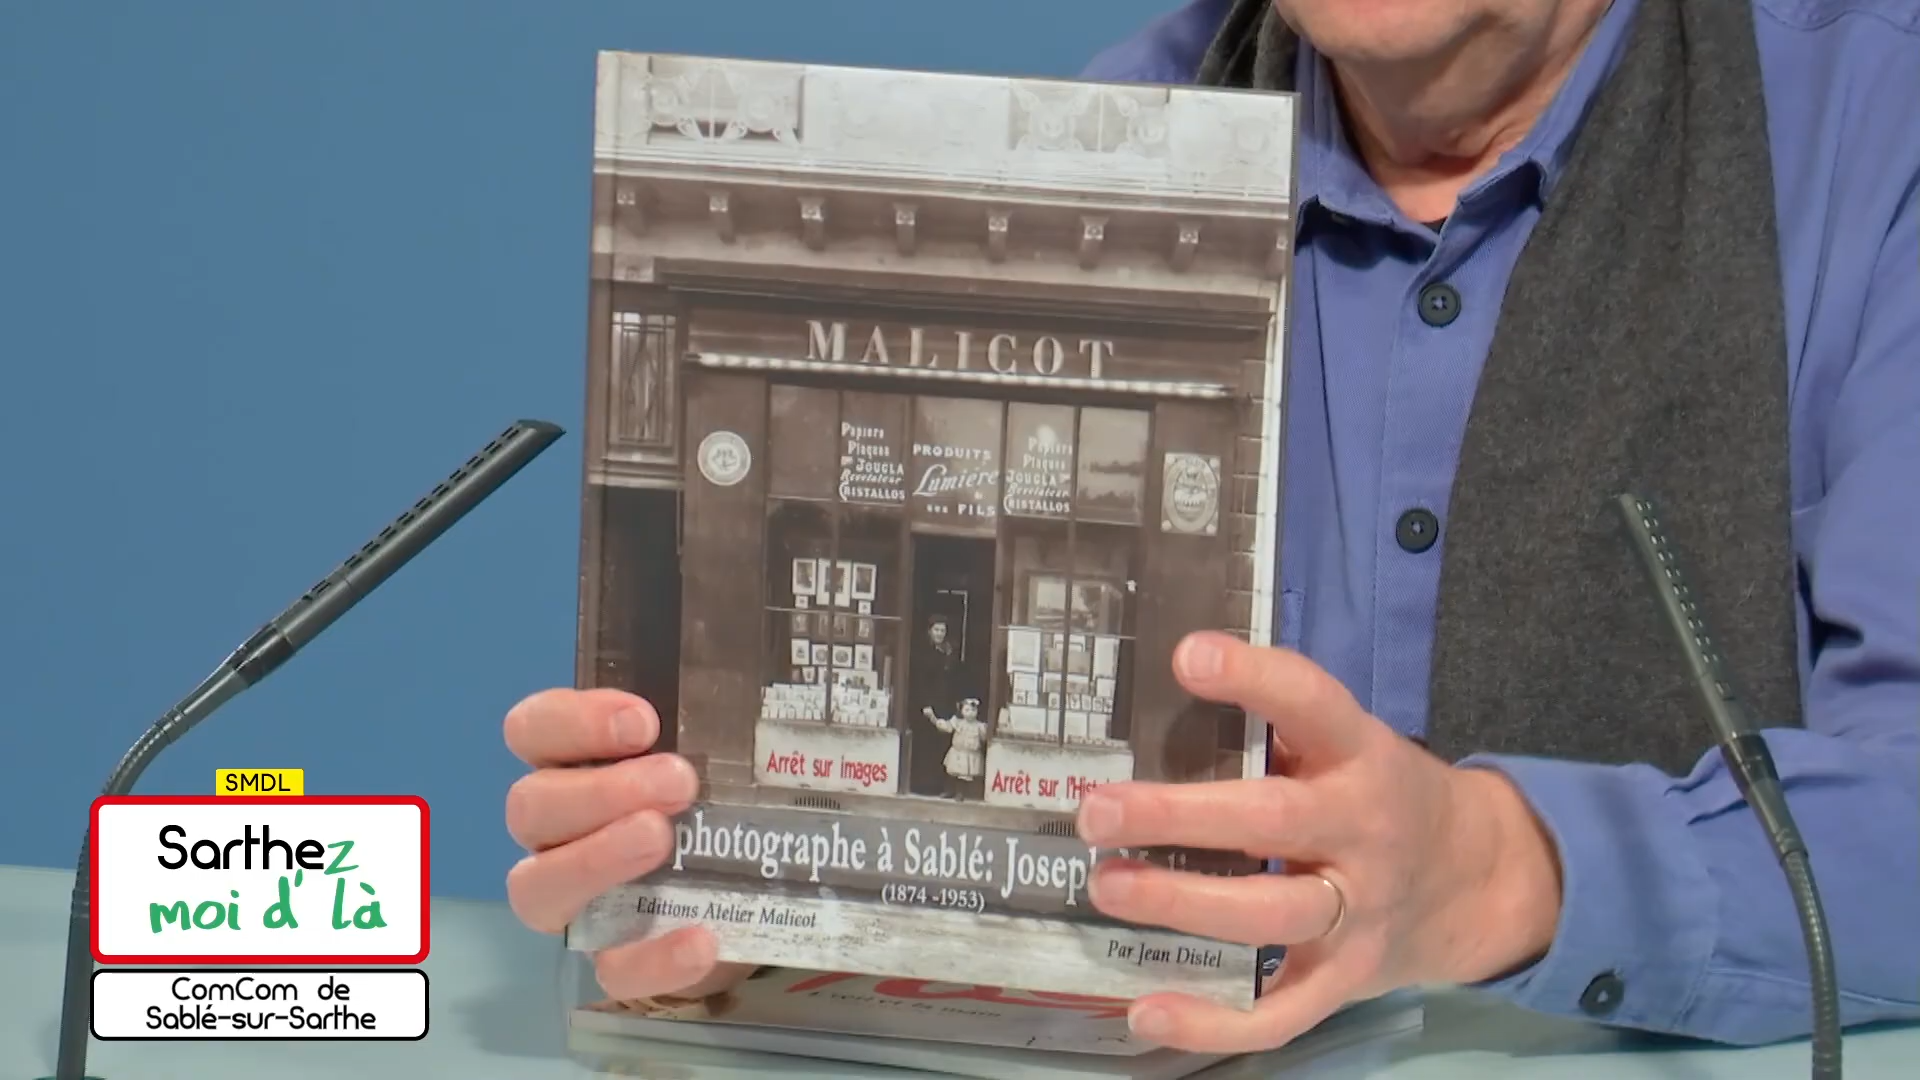 MALICOT
Papiers
Plaques
JOUGLA
Révélateur
CRISTALLOS
PRODUITS
Lumière
&
ses FILS
Papiers
Plaques
JOUGLA
Révélateur
CRISTALLOS
Arrêt sur images
Arrêt sur l'Hist
photographe à Sablé: Josep
(1874 -1953)
Editions Atelier Malicot
Par Jean Distel
SMDL
Sarthez
moi d'là
ComCom de
Sablé-sur-Sarthe